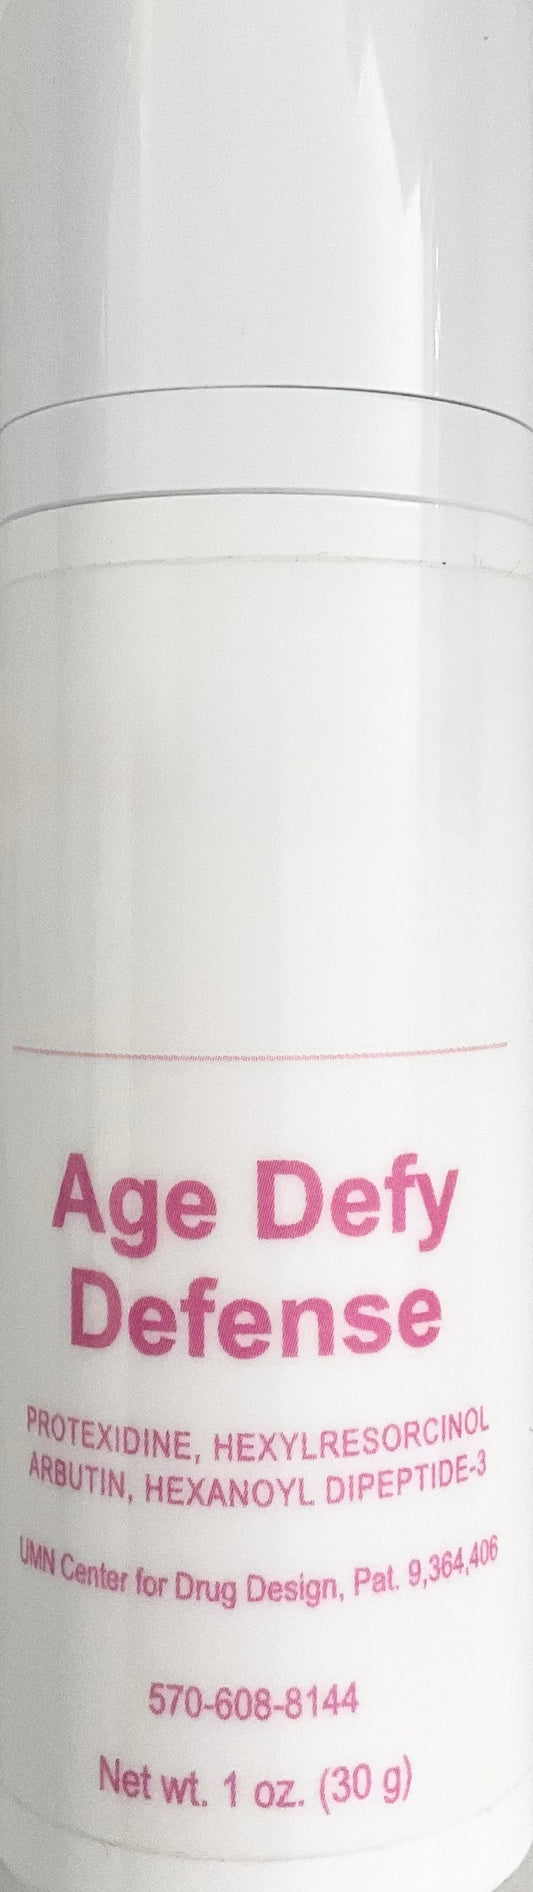 Age Defy
Defense
PROTEXIDINE, HEXYLRESORCINOL
ARBUTIN, HEXANOYL DIPEPTIDE-3
UMN Center for Drug Design, Pat. 9,364,406
570-608-8144
Net wt. 1 oz. (30 g)